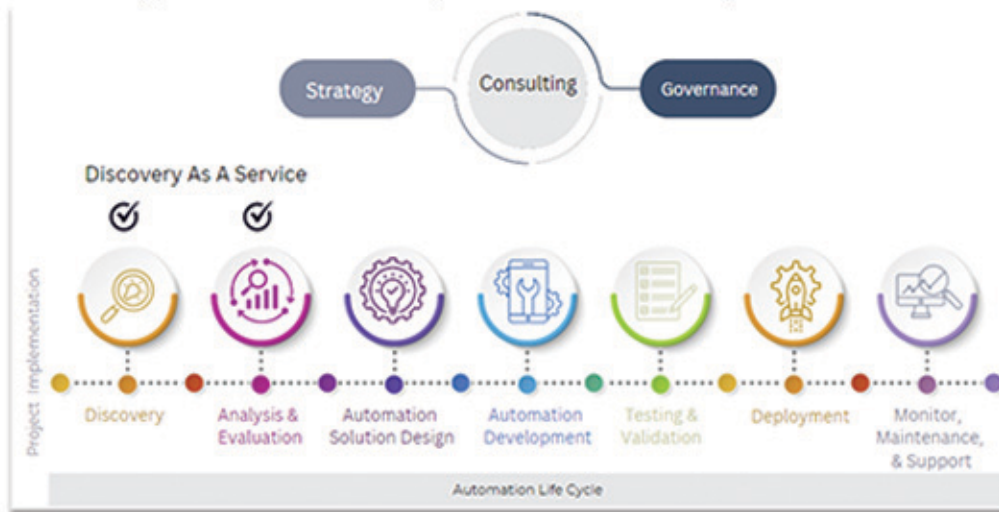 Strategy
Consulting
Governance
Discovery As A Service
Project Implementation
Discovery
Analysis &
Evaluation
Automation
Solution Design
Automation
Development
Testing &
Validation
Deployment
Monitor,
Maintenance,
& Support
Automation Life Cycle